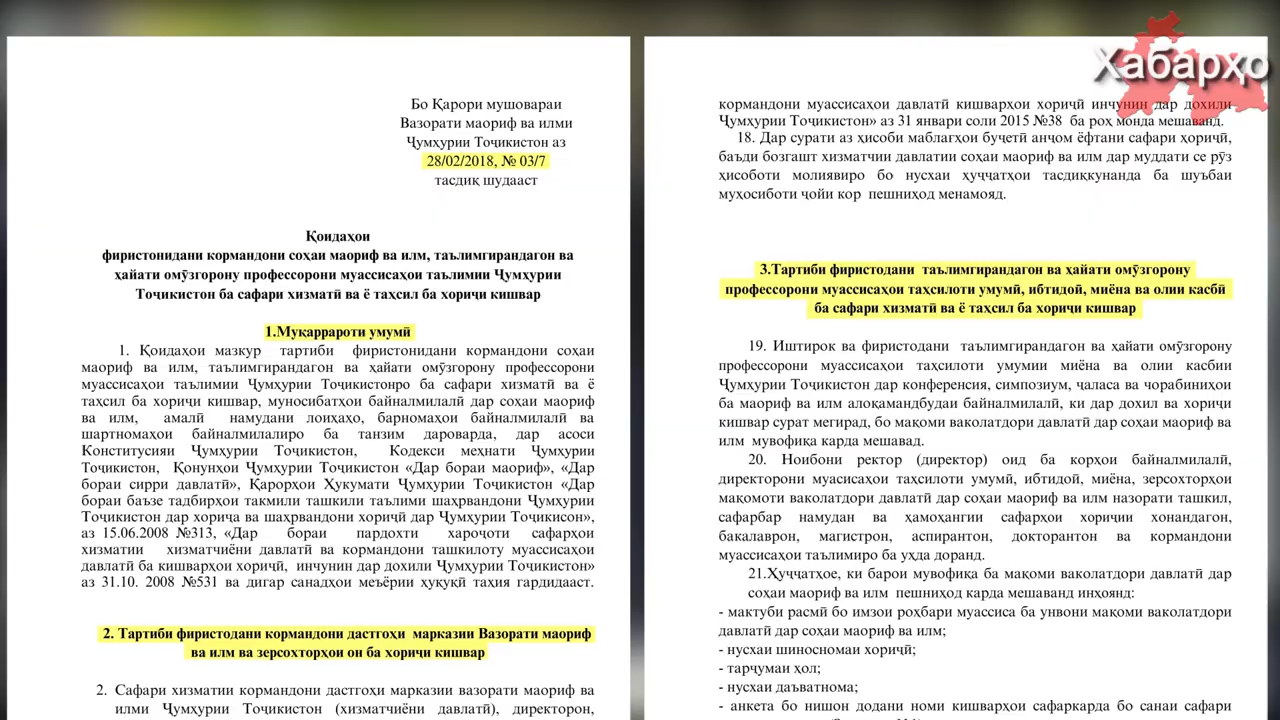 Хабарҳо
Бо Қарори мушовараи
Вазорати маориф ва илми
Ҷумҳурии Тоҷикистон аз
28/02/2018, № 03/7
тасдиқ шудааст
Қоидаҳои
фиристонидани кормандони соҳаи маориф ва илм, таълимгирандагон ва
ҳайати омӯзгорону профессорони муассисаҳои таълимии Ҷумҳурии
Тоҷикистон ба сафари хизматӣ ва ё таҳсил ба хориҷи кишвар
1.Муқаррароти умумӣ
1. Қоидаҳои мазкур тартиби фиристонидани кормандони соҳаи
маориф ва илм, таълимгирандагон ва ҳайати омӯзгорону профессорони
муассисаҳои таълимии Ҷумҳурии Тоҷикистонро ба сафари хизматӣ ва ё
таҳсил ба хориҷи кишвар, муносибатҳои байналмилалӣ дар соҳаи маориф
ва илм, амалӣ намудани лоиҳаҳо, барномаҳои байналмилалӣ ва
шартномаҳои байналмилалиро ба танзим дароварда, дар асоси
Конститутсияи Ҷумҳурии Тоҷикистон, Кодекси меҳнати Ҷумҳурии
Тоҷикистон, Қонунҳои Ҷумҳурии Тоҷикистон «Дар бораи маориф», «Дар
бораи сирри давлатӣ», Қарорҳои Ҳукумати Ҷумҳурии Тоҷикистон «Дар
бораи баъзе тадбирҳои такмили ташкили таълими шаҳрвандони Ҷумҳурии
Тоҷикистон дар хориҷа ва шаҳрвандони хориҷӣ дар Ҷумҳурии Тоҷикисон»,
аз 15.06.2008 №313, «Дар бораи пардохти хароҷоти сафарҳои
хизматии хизматчиёни давлатӣ ва кормандони ташкилоту муассисаҳои
давлатӣ ба кишварҳои хориҷӣ, инчунин дар дохили Ҷумҳурии Тоҷикистон»
аз 31.10. 2008 №531 ва дигар санадҳои меъёрии ҳуқуқӣ таҳия гардидааст.
2. Тартиби фиристодани кормандони дастгоҳи марказии Вазорати маориф
ва илм ва зерсохторҳои он ба хориҷи кишвар
2. Сафари хизматии кормандони дастгоҳи марказии вазорати маориф ва
илми Ҷумҳурии Тоҷикистон (хизматчиёни давлатӣ), директорон,
кормандони муассисаҳои давлатӣ кишварҳои хориҷӣ инчунин дар дохили
Ҷумҳурии Тоҷикистон» аз 31 январи соли 2015 №38 ба роҳ монда мешаванд.
18. Дар сурати аз ҳисоби маблағҳои буҷетӣ анҷом ёфтани сафари хориҷӣ,
баъди бозгашт хизматчии давлатии соҳаи маориф ва илм дар муддати се рӯз
ҳисоботи молиявиро бо нусхаи ҳуҷҷатҳои тасдиқкунанда ба шуъбаи
муҳосиботи ҷойи кор пешниҳод менамояд.
3.Тартиби фиристодани таълимгирандагон ва ҳайати омӯзгорону
профессорони муассисаҳои таҳсилоти умумӣ, ибтидоӣ, миёна ва олии касбӣ
ба сафари хизматӣ ва ё таҳсил ба хориҷи кишвар
19. Иштирок ва фиристодани таълимгирандагон ва ҳайати омӯзгорону
профессорони муассисаҳои таҳсилоти умумии миёна ва олии касбии
Ҷумҳурии Тоҷикистон дар конференсия, симпозиум, ҷаласа ва чорабиниҳои
ба маориф ва илм алоқамандбудаи байналмилалӣ, ки дар дохил ва хориҷи
кишвар сурат мегирад, бо мақоми ваколатдори давлатӣ дар соҳаи маориф ва
илм мувофиқа карда мешавад.
20. Ноибони ректор (директор) оид ба корҳои байналмилалӣ,
директорони муасисаҳои таҳсилоти умумӣ, ибтидоӣ, миёна, зерсохторҳои
мақомоти ваколатдори давлатӣ дар соҳаи маориф ва илм назорати ташкил,
сафарбар намудан ва ҳамоҳангии сафарҳои хориҷии хонандагон,
бакалаврон, магистрон, аспирантон, докторантон ва кормандони
муассисаҳои таълимиро ба уҳда доранд.
21.Ҳуҷҷатҳое, ки барои мувофиқа ба мақоми ваколатдори давлатӣ дар
соҳаи маориф ва илм пешниҳод карда мешаванд инҳоянд:
- мактуби расмӣ бо имзои роҳбари муассиса ба унвони мақоми ваколатдори
давлатӣ дар соҳаи маориф ва илм;
- нусхаи шиносномаи хориҷӣ;
- тарҷумаи ҳол;
- нусхаи даъватнома;
- анкета бо нишон додани номи кишварҳои сафаркарда бо санаи сафари